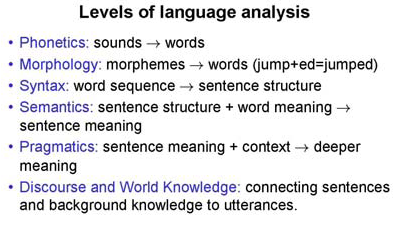 Levels of language analysis
• Phonetics: sounds → words
• Morphology: morphemes → words (jump+ed=jumped)
• Syntax: word sequence → sentence structure
• Semantics: sentence structure + word meaning →
sentence meaning
• Pragmatics: sentence meaning + context → deeper
meaning
• Discourse and World Knowledge: connecting sentences
and background knowledge to utterances.